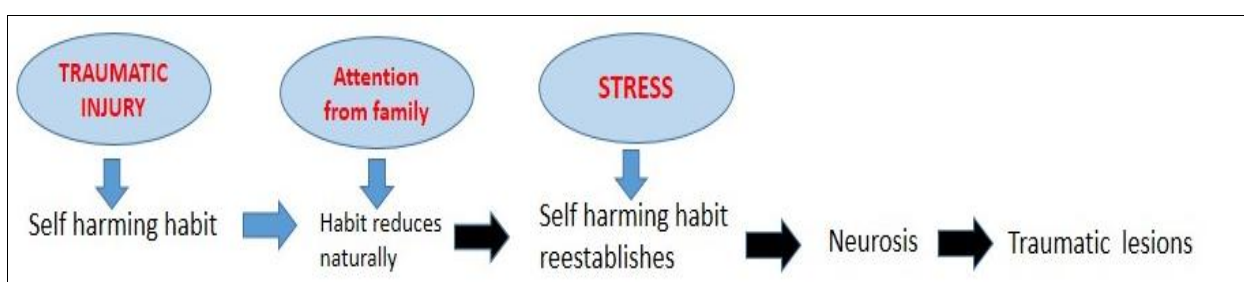 TRAUMATIC
INJURY
Attention
from family
STRESS
Self harming habit
Habit reduces
naturally
Self harming habit
reestablishes
Neurosis
Traumatic lesions